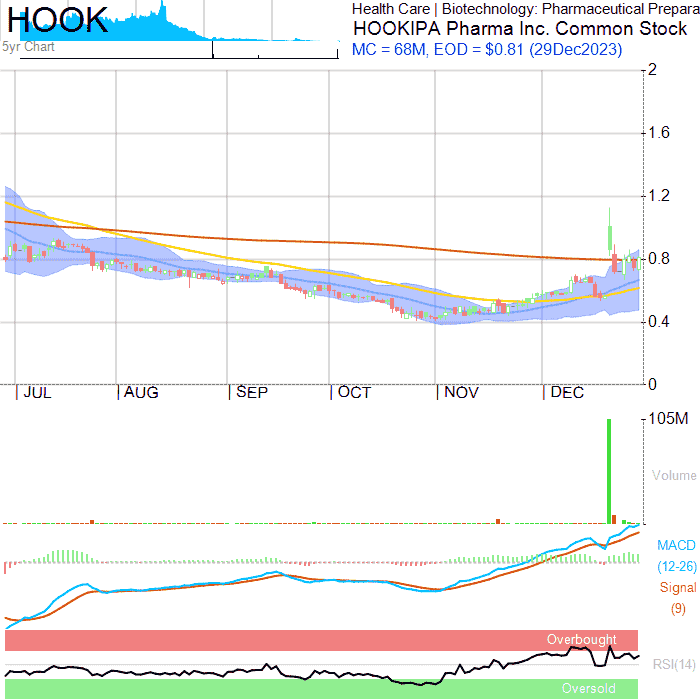 HOOK
Health Care | Biotechnology: Pharmaceutical Prepara
HOOKIPA Pharma Inc. Common Stock
5yr Chart
MC = 68M, EOD = $0.81 (29Dec2023)
2
1.6
1.2
0.8
0.4
0
JUL AUG SEP OCT NOV DEC
105M
Volume
MACD
(12-26)
Signal
(9)
Overbought
RSI(14)
Oversold